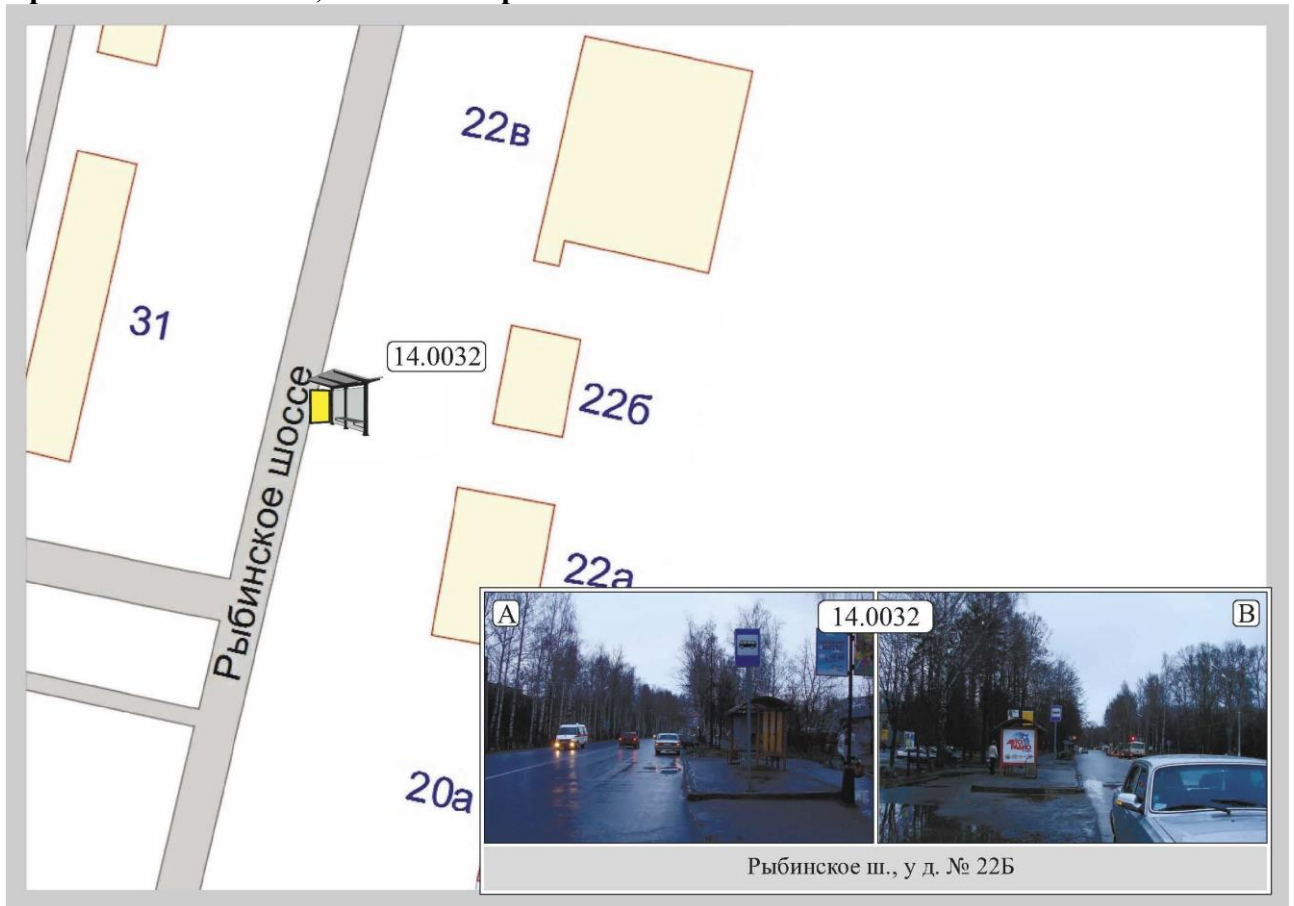 22в
31
14.0032
22б
Рыбинское шоссе
22а
20а
А
14.0032
В
Рыбинское ш., у д. № 22Б